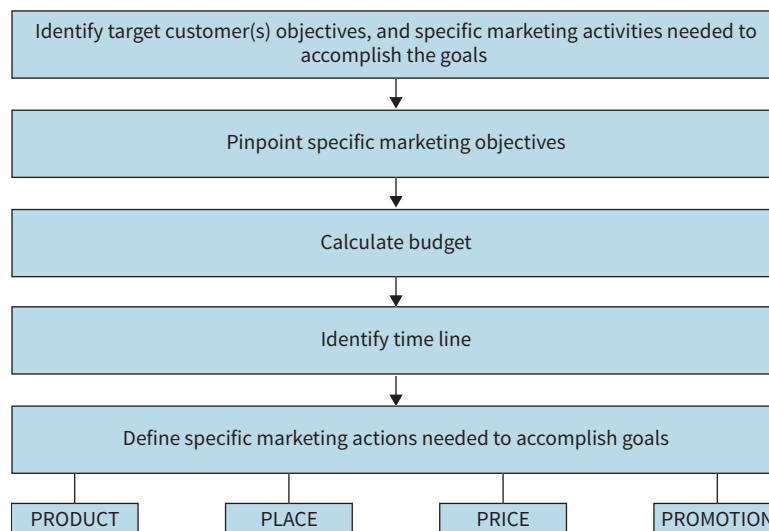 Identify target customer(s) objectives, and specific marketing activities needed to
accomplish the goals
Pinpoint specific marketing objectives
Calculate budget
Identify time line
Define specific marketing actions needed to accomplish goals
PRODUCT
PLACE
PRICE
PROMOTION